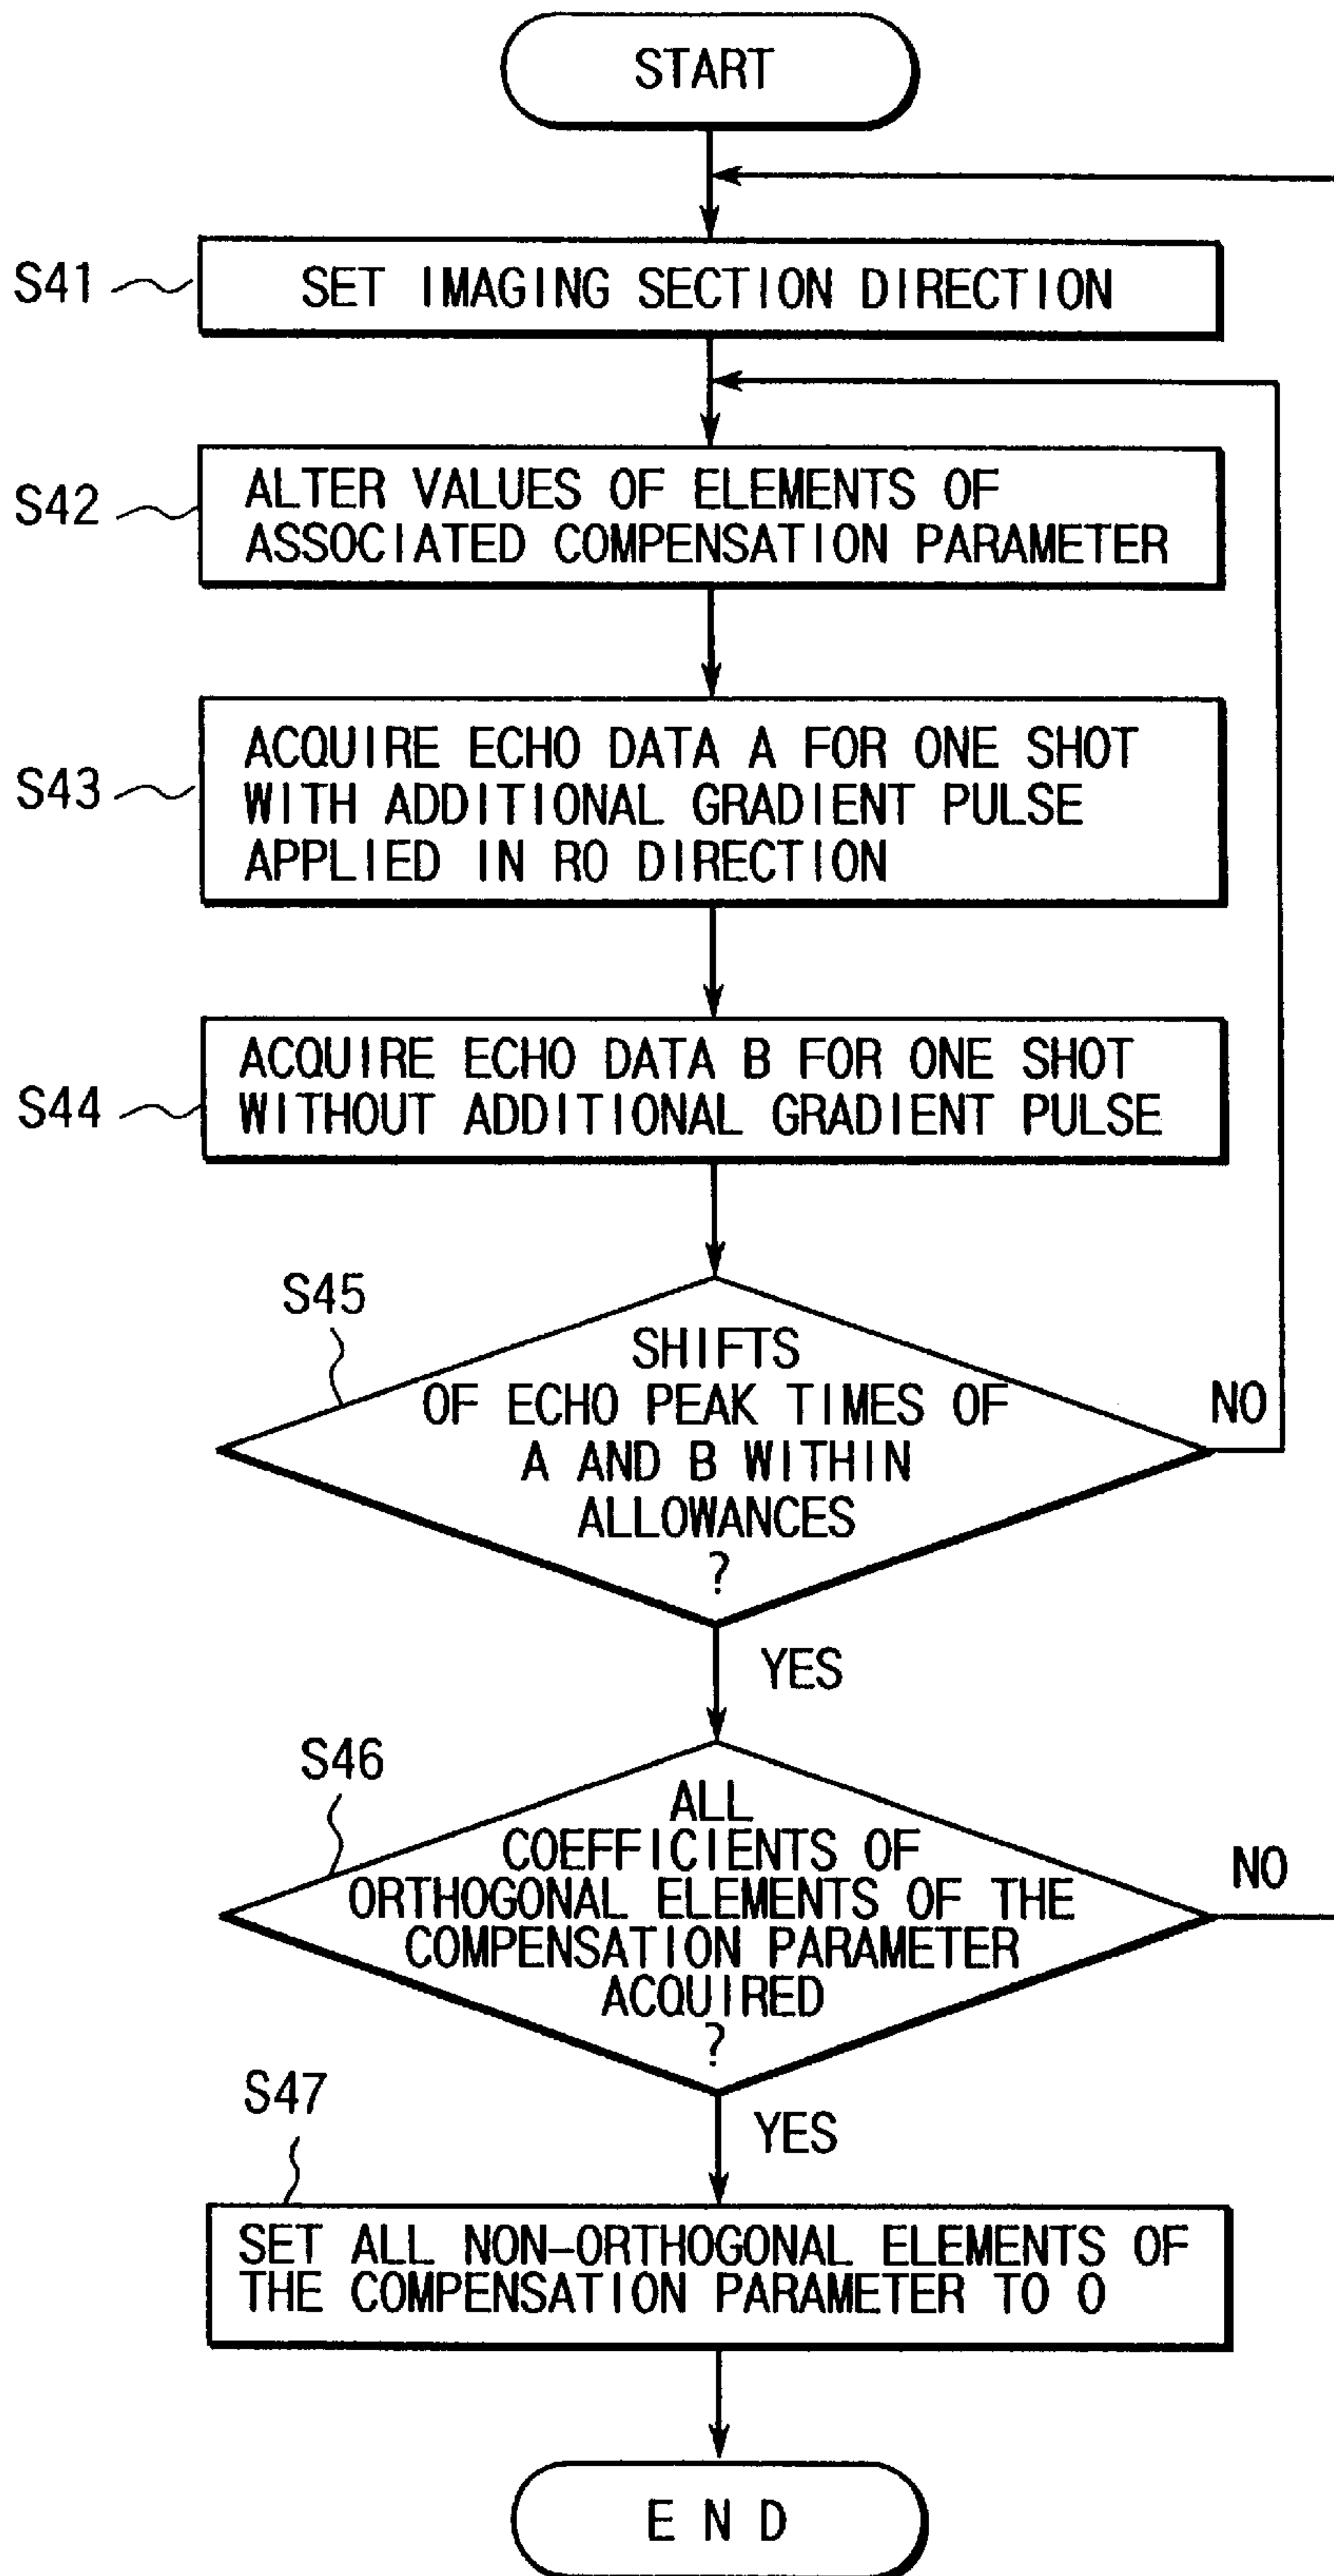 START
S41
SET IMAGING SECTION DIRECTION
S42
ALTER VALUES OF ELEMENTS OF
ASSOCIATED COMPENSATION PARAMETER
S43
ACQUIRE ECHO DATA A FOR ONE SHOT
WITH ADDITIONAL GRADIENT PULSE
APPLIED IN RO DIRECTION
S44
ACQUIRE ECHO DATA B FOR ONE SHOT
WITHOUT ADDITIONAL GRADIENT PULSE
S45
SHIFTS
OF ECHO PEAK TIMES OF
A AND B WITHIN
ALLOWANCES
?
NO
YES
S46
ALL
COEFFICIENTS OF
ORTHOGONAL ELEMENTS OF THE
COMPENSATION PARAMETER
ACQUIRED
?
NO
YES
S47
SET ALL NON-ORTHOGONAL ELEMENTS OF
THE COMPENSATION PARAMETER TO 0
END